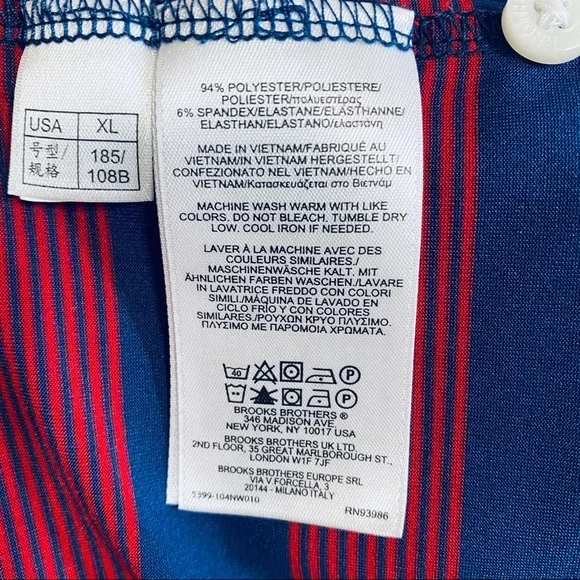 USA XL
号型/ 185/
规格 108B
94% POLYESTER/POLIESTERE/
POLIESTER/πολυεστέρας
6% SPANDEX/ELASTANE/ELASTHANNE/
ELASTHAN/ELASTANO/ελαστάνη
MADE IN VIETNAM/FABRIQUÉ AU
VIETNAM/IN VIETNAM HERGESTELLT/
CONFEZIONATO NEL VIETNAM/HECHO EN
VIETNAM/Κατασκευάζεται στο Βιετνάμ
MACHINE WASH WARM WITH LIKE
COLORS. DO NOT BLEACH. TUMBLE DRY
LOW. COOL IRON IF NEEDED.
LAVER À LA MACHINE AVEC DES
COULEURS SIMILAIRES./
MASCHINENWÄSCHE KALT. MIT
ÄHNLICHEN FARBEN WASCHEN./LAVARE
IN LAVATRICE FREDDO CON COLORI
SIMILI./MÁQUINA DE LAVADO EN
CICLO FRÍO Y CON COLORES
SIMILARES./ΡΟΥΧΩΝ ΚΡΥΟ ΠΛΥΣΙΜΟ.
ΠΛΥΣΙΜΟ ΜΕ ΠΑΡΟΜΟΙΑ ΧΡΩΜΑΤΑ.
40 P
P
BROOKS BROTHERS ®
346 MADISON AVE.
NEW YORK, NY 10017 USA
BROOKS BROTHERS UK LTD.
2ND FLOOR, 35 GREAT MARLBOROUGH ST.,
LONDON W1F 7JF
BROOKS BROTHERS EUROPE SRL
VIA V.FORCELLA, 3
20144 - MILANO ITALY
5399-104NW010 RN93986